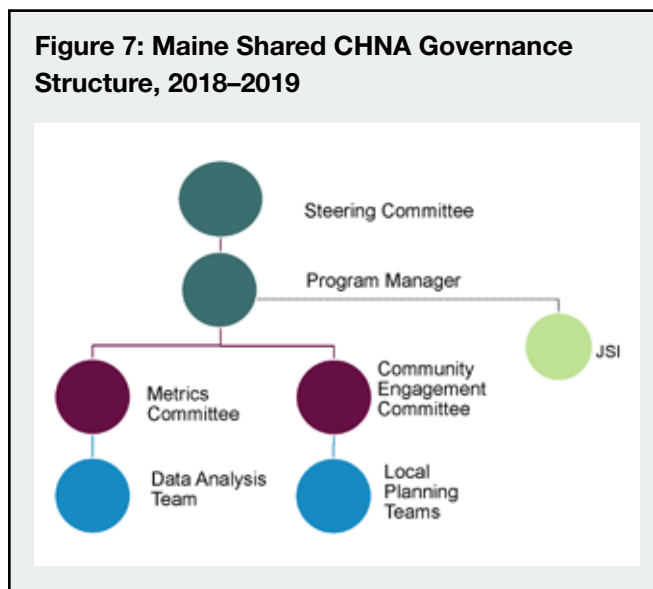 Figure 7: Maine Shared CHNA Governance
Structure, 2018–2019
Steering Committee
Program Manager
JSI
Metrics
Committee
Community
Engagement
Committee
Data Analysis
Team
Local
Planning
Teams